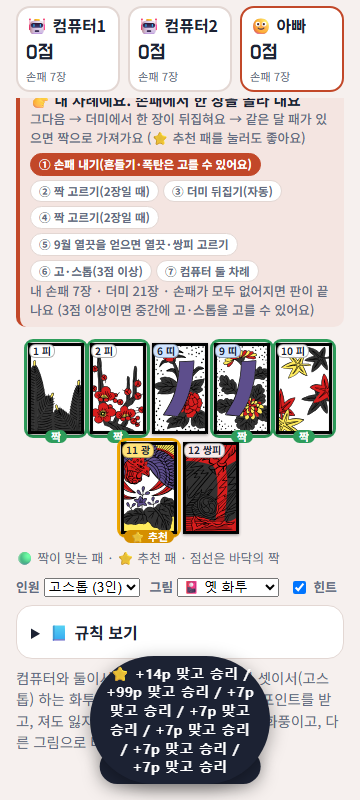 컴퓨터1
0점
손패 7장
컴퓨터2
0점
손패 7장
아빠
0점
손패 7장
내 차례예요. 손패에서 한 장을 골라 내요
그다음 → 더미에서 한 장이 뒤집혀요 → 같은 달 패가 있
으면 짝으로 가져가요 (⭐ 추천 패를 눌러도 좋아요)
① 손패 내기(흔들기·폭탄은 고를 수 있어요)
② 짝 고르기(2장일 때)
③ 더미 뒤집기(자동)
④ 짝 고르기(2장일 때)
⑤ 9월 열끗을 얻으면 열끗·쌍피 고르기
⑥ 고·스톱(3점 이상)
⑦ 컴퓨터 둘 차례
내 손패 7장 · 더미 21장 · 손패가 모두 없어지면 판이 끝
나요 (3점 이상이면 중간에 고·스톱을 고를 수 있어요)
1 피
2 피
6 띠
9 띠
10 피
짝
짝
짝
짝
11 광
12 쌍피
⭐ 추천
짝이 맞는 패 · ⭐ 추천 패 · 점선은 바닥의 짝
인원
고스톱 (3인)
그림
옛 화투
힌트
▶ 규칙 보기
컴퓨터와 둘이
셋이서(고스
톱) 하는 화투
포인트를 받
고, 져도 잃지
화풍이고, 다
른 그림으로
⭐ +14p 맞고 승리 /
+99p 맞고 승리 / +7p
맞고 승리 / +7p 맞고
승리 / +7p 맞고 승리
/ +7p 맞고 승리 /
+7p 맞고 승리